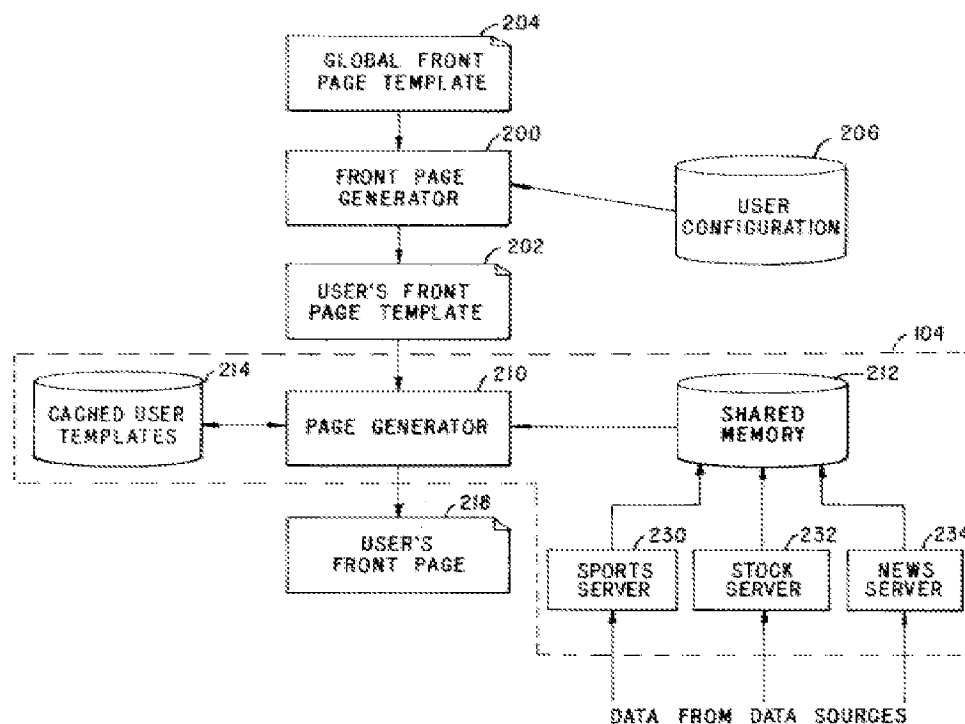 204
GLOBAL FRONT
PAGE TEMPLATE
200
FRONT PAGE
GENERATOR
206
USER
CONFIGURATION
202
USER'S FRONT
PAGE TEMPLATE
104
214
CACHED USER
TEMPLATES
210
PAGE GENERATOR
212
SHARED
MEMORY
218
USER'S
FRONT PAGE
230
SPORTS
SERVER
232
STOCK
SERVER
234
NEWS
SERVER
DATA FROM DATA SOURCES